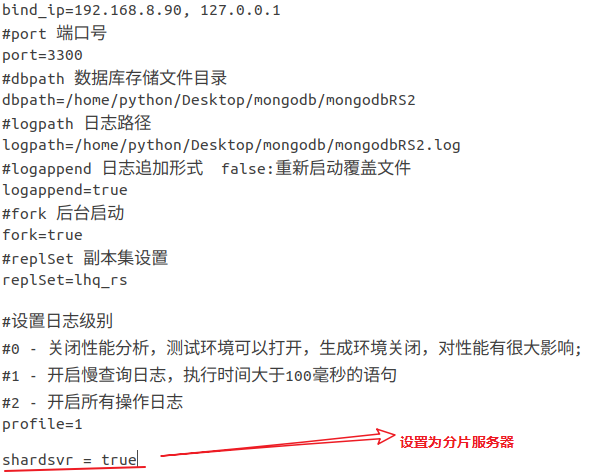 bind_ip=192.168.8.90, 127.0.0.1
#port 端口号
port=3300
#dbpath 数据库存储文件目录
dbpath=/home/python/Desktop/mongodb/mongodbRS2
#logpath 日志路径
logpath=/home/python/Desktop/mongodb/mongodbRS2.log
#logappend 日志追加形式  false:重新启动覆盖文件
logappend=true
#fork 后台启动
fork=true
#replSet 副本集设置
replSet=lhq_rs
#设置日志级别
#0 - 关闭性能分析，测试环境可以打开，生成环境关闭，对性能有很大影响;
#1 - 开启慢查询日志，执行时间大于100毫秒的语句
#2 - 开启所有操作日志
profile=1
shardsvr = true
设置为分片服务器